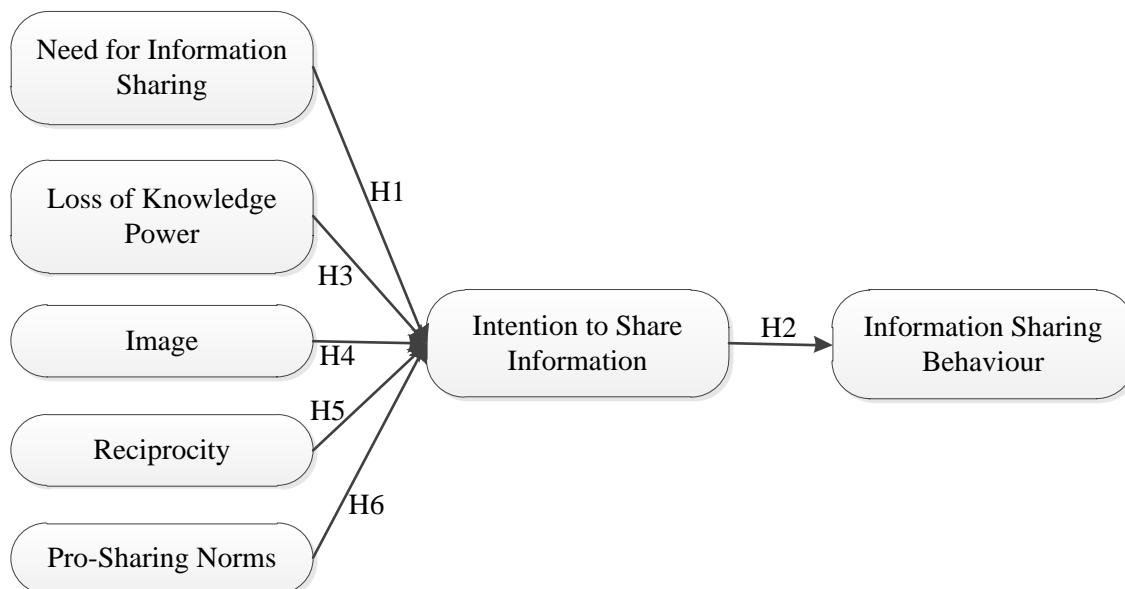 Need for Information
Sharing
H1
Loss of Knowledge
Power
H3
Image
H4
Intention to Share
Information
H2
Information Sharing
Behaviour
H5
Reciprocity
H6
Pro-Sharing Norms